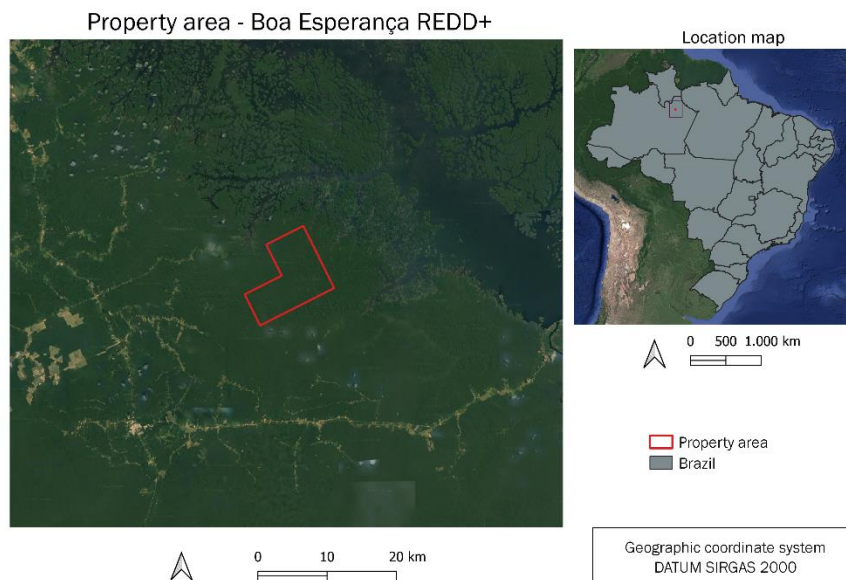 Property area - Boa Esperança REDD+
Location map
0 500 1.000 km
Property area
Brazil
0 10 20 km
Geographic coordinate system
DATUM SIRGAS 2000